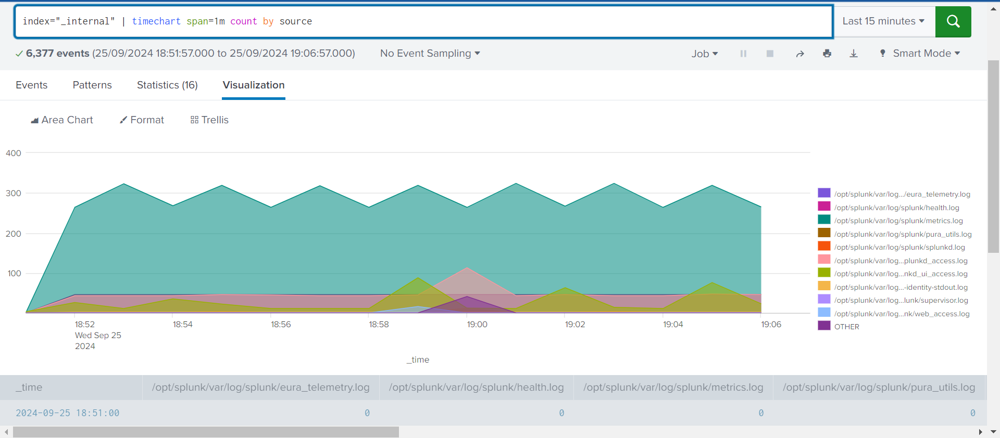 index="_internal" | timechart span=1m count by source
Last 15 minutes
6,377 events (25/09/2024 18:51:57.000 to 25/09/2024 19:06:57.000)
No Event Sampling
Job
Smart Mode
Events
Patterns
Statistics (16)
Visualization
Area Chart
Format
Trellis
400
300
200
100
/opt/splunk/var/log.../eura_telemetry.log
/opt/splunk/var/log/splunk/health.log
/opt/splunk/var/log/splunk/metrics.log
/opt/splunk/var/log/splunk/pura_utils.log
/opt/splunk/var/log/splunk/splunkd.log
/opt/splunk/var/log...plunkd_access.log
/opt/splunk/var/log...nkd_ui_access.log
/opt/splunk/var/log...-identity-stdout.log
/opt/splunk/var/log...lunk/supervisor.log
/opt/splunk/var/log...nk/web_access.log
OTHER
18:52
Wed Sep 25
2024
18:54
18:56
18:58
19:00
19:02
19:04
19:06
_time
_time
/opt/splunk/var/log/splunk/eura_telemetry.log
/opt/splunk/var/log/splunk/health.log
/opt/splunk/var/log/splunk/metrics.log
/opt/splunk/var/log/splunk/pura_utils.log
2024-09-25 18:51:00
0
0
0
0